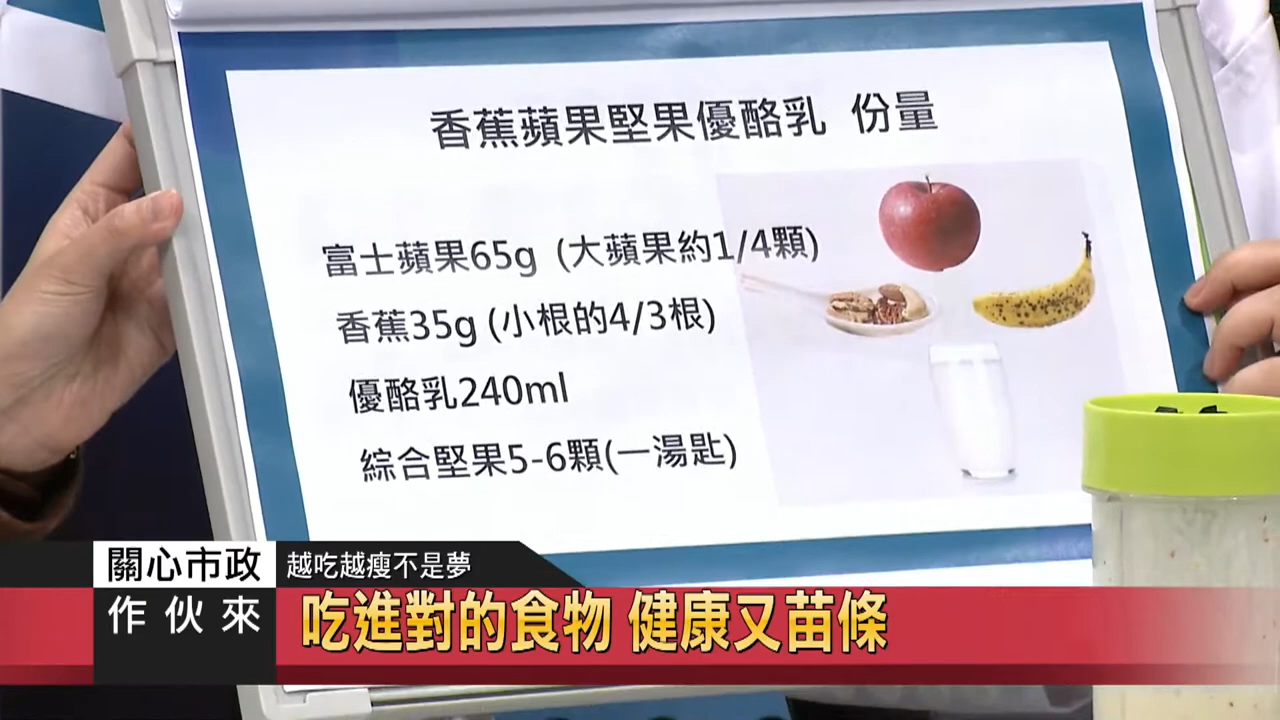 香蕉蘋果堅果優酪乳 份量
富士蘋果65g (大蘋果約1/4顆)
香蕉35g (小根的4/3根)
優酪乳240ml
綜合堅果5-6顆(一湯匙)
關心市政
越吃越瘦不是夢
作伙來
吃進對的食物 健康又苗條